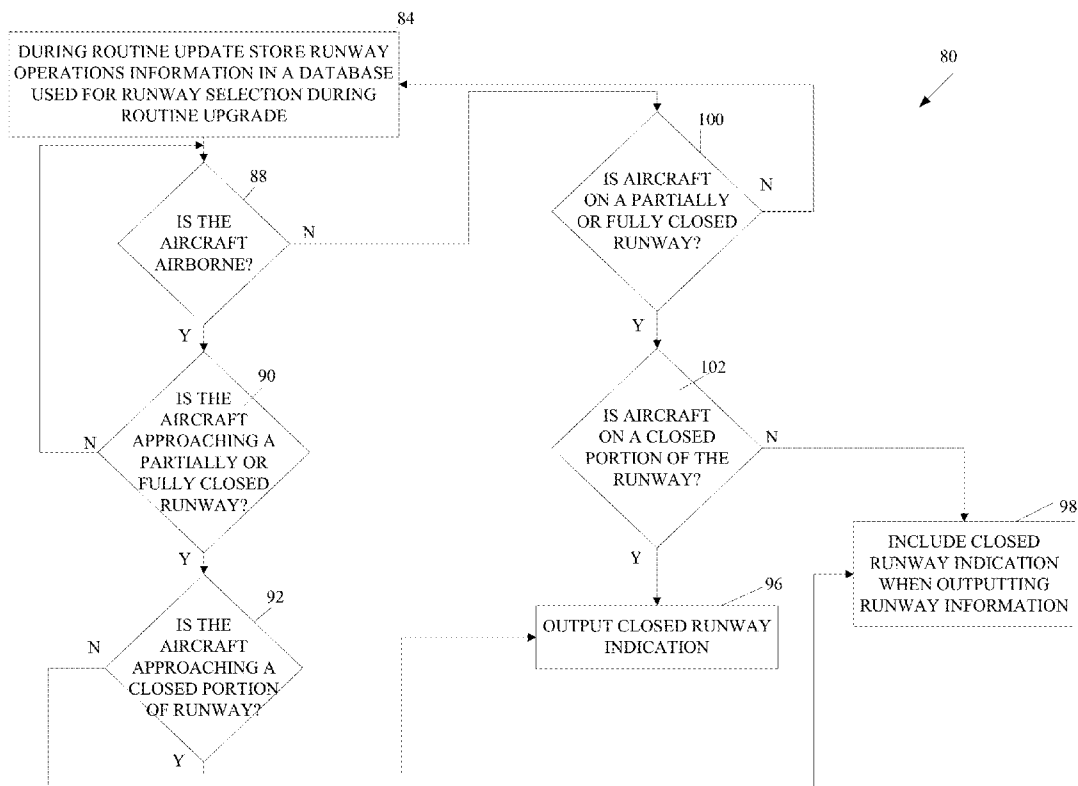 84
DURING ROUTINE UPDATE STORE RUNWAY
OPERATIONS INFORMATION IN A DATABASE
USED FOR RUNWAY SELECTION DURING
ROUTINE UPGRADE
80
88
IS THE
AIRCRAFT
AIRBORNE?
N
Y
100
IS AIRCRAFT
ON A PARTIALLY
OR FULLY CLOSED
RUNWAY?
N
Y
90
IS THE
AIRCRAFT
APPROACHING A
PARTIALLY OR
FULLY CLOSED
RUNWAY?
N
Y
102
IS AIRCRAFT
ON A CLOSED
PORTION OF THE
RUNWAY?
N
Y
98
INCLUDE CLOSED
RUNWAY INDICATION
WHEN OUTPUTTING
RUNWAY INFORMATION
92
IS THE
AIRCRAFT
APPROACHING A
CLOSED PORTION
OF RUNWAY?
N
Y
96
OUTPUT CLOSED RUNWAY
INDICATION